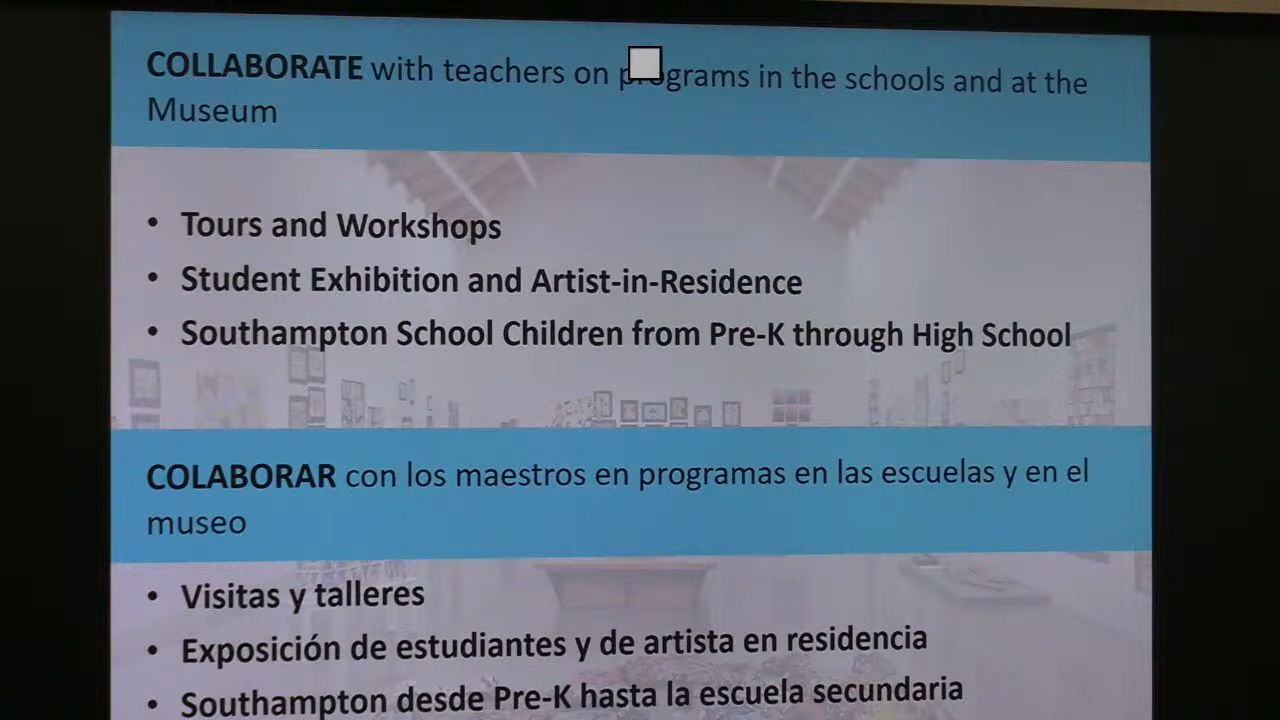 COLLABORATE with teachers on programs in the schools and at the
Museum
• Tours and Workshops
• Student Exhibition and Artist-in-Residence
• Southampton School Children from Pre-K through High School
COLABORAR con los maestros en programas en las escuelas y en el
museo
• Visitas y talleres
• Exposición de estudiantes y de artista en residencia
• Southampton desde Pre-K hasta la escuela secundaria